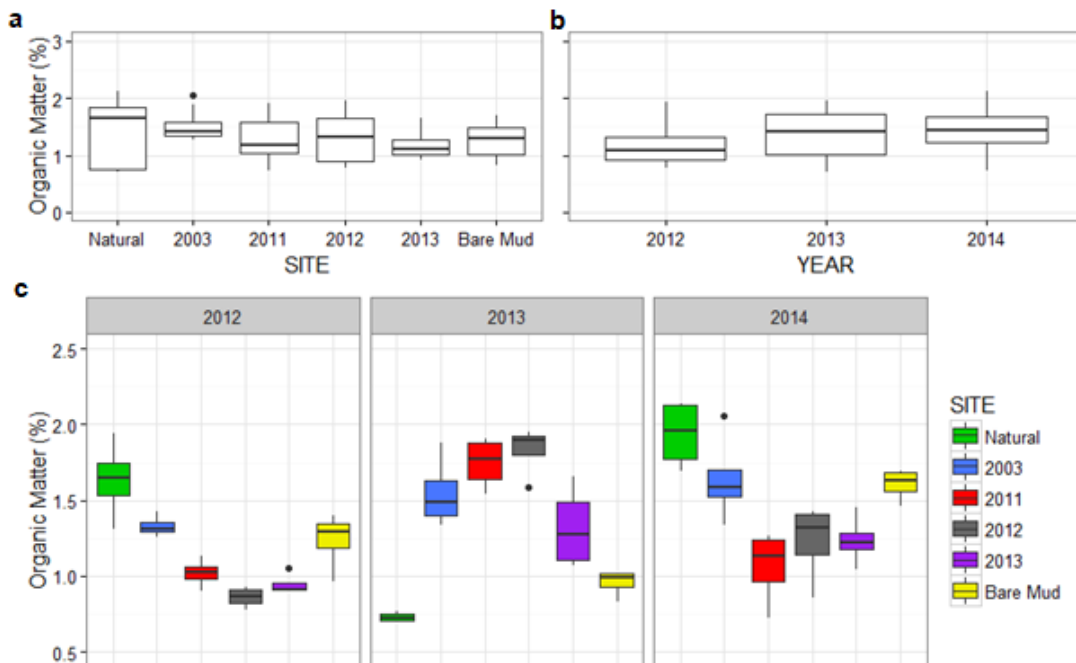 a
Organic Matter (%)
3
2
1
0
Natural 2003 2011 2012 2013 Bare Mud
SITE
b
2012 2013 2014
YEAR
c
2012 2013 2014
Organic Matter (%)
2.5
2.0
1.5
1.0
0.5
SITE
Natural
2003
2011
2012
2013
Bare Mud